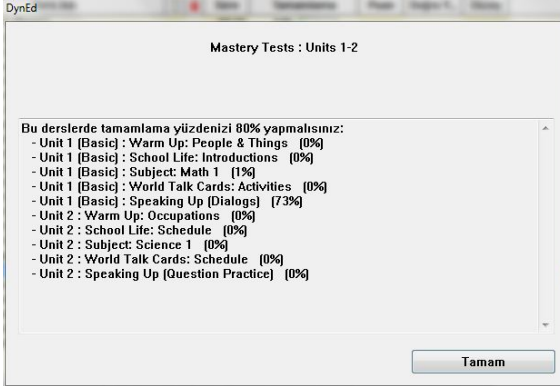 DynEd
Mastery Tests : Units 1-2
Bu derslerde tamamlama yüzdenizi 80% yapmalısınız:
- Unit 1 (Basic) : Warm Up: People & Things (0%)
- Unit 1 (Basic) : School Life: Introductions (0%)
- Unit 1 (Basic) : Subject: Math 1 (1%)
- Unit 1 (Basic) : World Talk Cards: Activities (0%)
- Unit 1 (Basic) : Speaking Up (Dialogs) (73%)
- Unit 2 : Warm Up: Occupations (0%)
- Unit 2 : School Life: Schedule (0%)
- Unit 2 : Subject: Science 1 (0%)
- Unit 2 : World Talk Cards: Schedule (0%)
- Unit 2 : Speaking Up (Question Practice) (0%)
Tamam